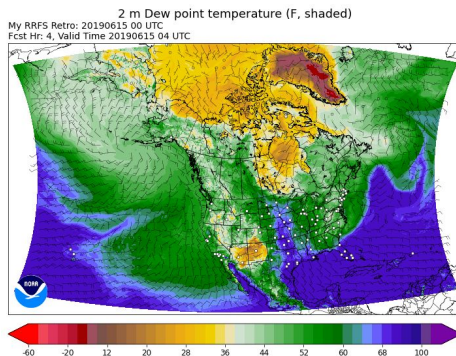 2 m Dew point temperature (F, shaded)
My RRFS Retro: 20190615 00 UTC
Fcst Hr: 4, Valid Time 20190615 04 UTC
NOAA
-60 -20 12 20 28 36 44 52 60 68 100